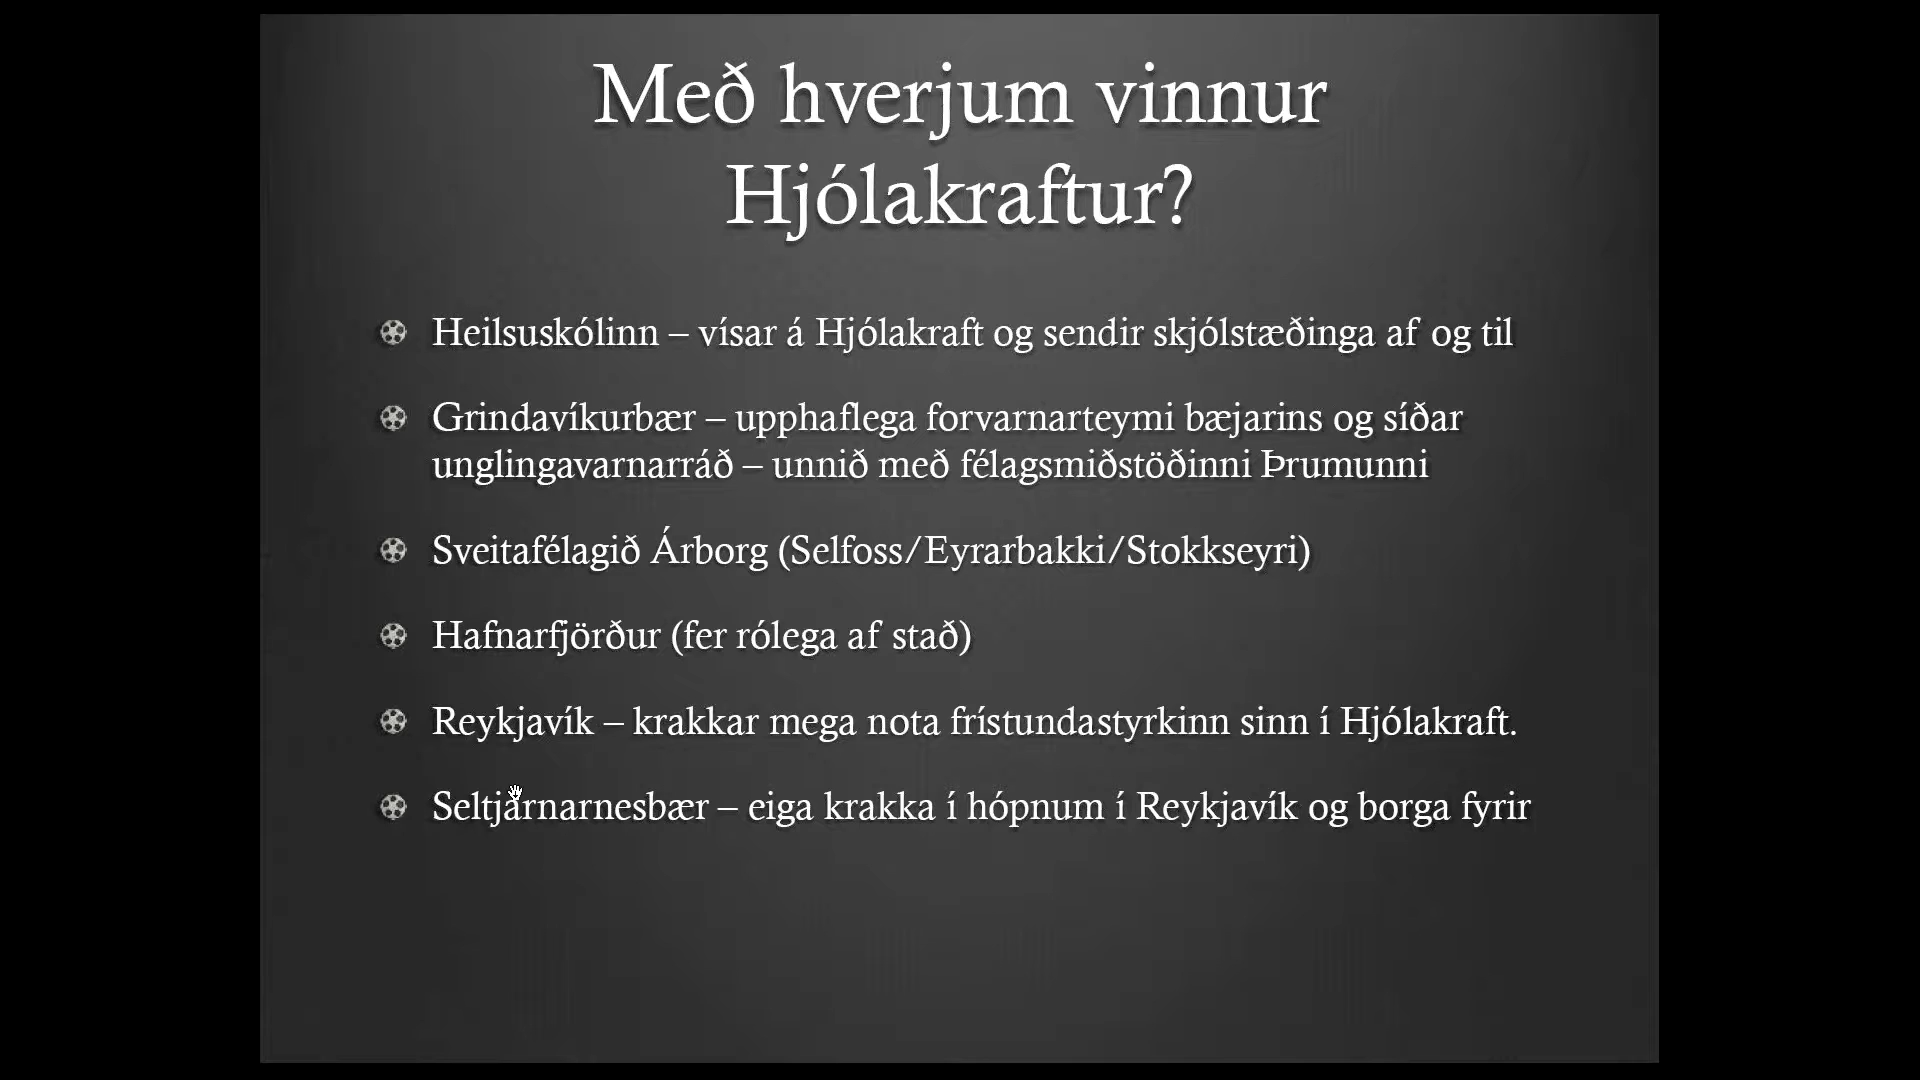 Með hverjum vinnur
Hjólakraftur?
Heilsuskólinn – vísar á Hjólakraft og sendir skjólstæðinga af og til
Grindavíkurbær – upphaflega forvarnarteymi bæjarins og síðar
unglingavarnarráð – unnið með félagsmiðstöðinni Þrumunni
Sveitafélagið Árborg (Selfoss/Eyrarbakki/Stokkseyri)
Hafnarfjörður (fer rólega af stað)
Reykjavík – krakkar mega nota frístundastyrkinn sinn í Hjólakraft.
Seltjarnarnesbær – eiga krakka í hópnum í Reykjavík og borga fyrir